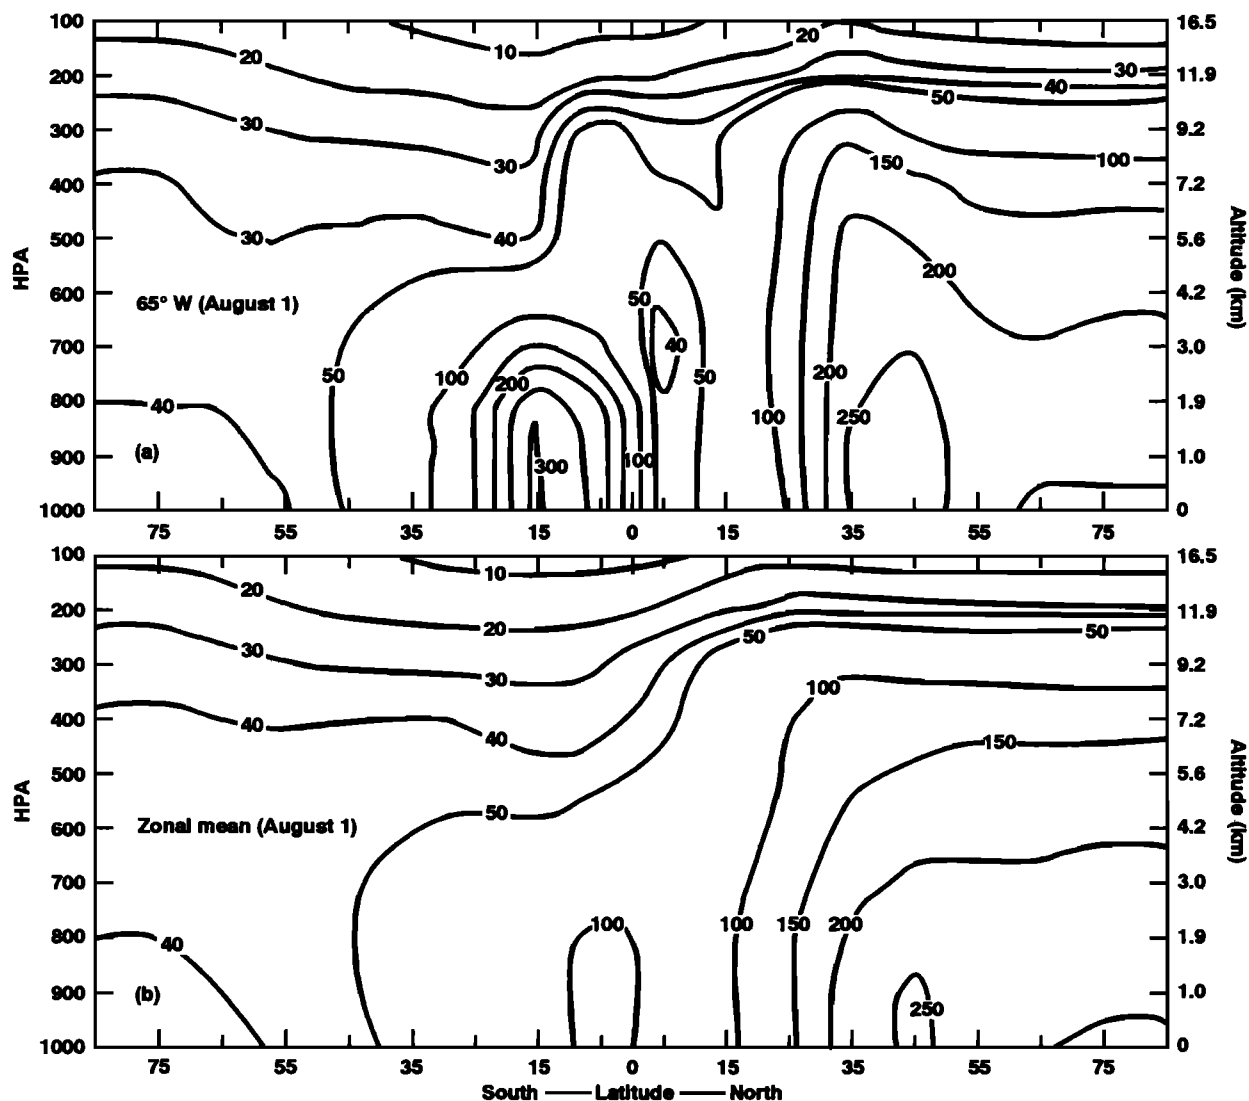 100 16.5
20
10
20
200 11.9
30
40
50
30
300 9.2
100
150
30
400 7.2
30 40
500 5.6
200
50
600 4.2
HPA
Altitude (km)
65° W (August 1)
700 40 3.0
50 100 200 50 200
800 1.9
40 100 250
(a) 300 100
900 1.0
1000 0
75 55 35 15 0 15 35 55 75
100 16.5
10
20
200 11.9
20
50 50
30
300 9.2
30
100
400 7.2
40 40
150
500 5.6
HPA
Altitude (km)
50
600 4.2
Zonal mean (August 1)
700 3.0
100 100 150 200
800 1.9
40
900 1.0
(b)
250
1000 0
75 55 35 15 0 15 35 55 75
South Latitude North